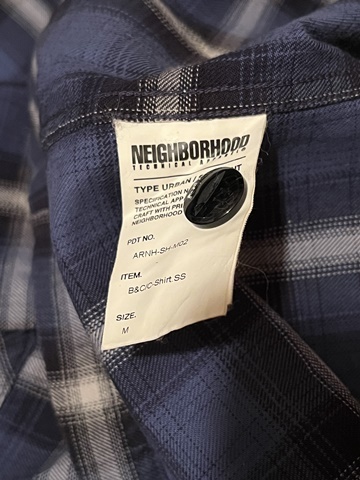 NEIGHBORHOOD
TECHNICAL APPAREL
TYPE URBAN /
SPECIFICATION
TECHNICAL APP
CRAFT WITH PRI
NEIGHBORHOOD
PDT NO.
ARNH-SH-M02
ITEM.
B&C/C-Shirt.SS
SIZE.
M